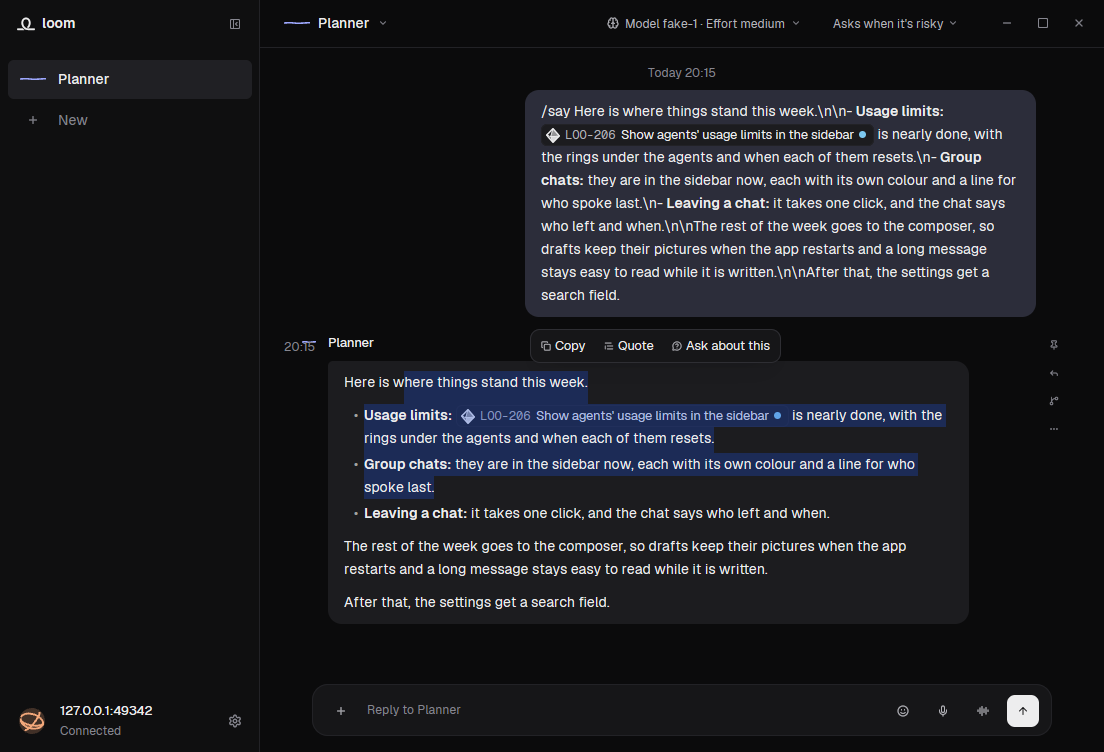 loom
Planner
New
127.0.0.1:49342
Connected
Planner
Model fake-1 · Effort medium
Asks when it's risky
Today 20:15
/say Here is where things stand this week.\n\n- Usage limits:
LOO-206 Show agents' usage limits in the sidebar is nearly done, with
the rings under the agents and when each of them resets.\n- Group
chats: they are in the sidebar now, each with its own colour and a line for
who spoke last.\n- Leaving a chat: it takes one click, and the chat says
who left and when.\n\nThe rest of the week goes to the composer, so
drafts keep their pictures when the app restarts and a long message
stays easy to read while it is written.\n\nAfter that, the settings get a
search field.
20:15
Planner
Copy
Quote
Ask about this
Here is where things stand this week.
• Usage limits: LOO-206 Show agents' usage limits in the sidebar is nearly done, with the
rings under the agents and when each of them resets.
• Group chats: they are in the sidebar now, each with its own colour and a line for who
spoke last.
• Leaving a chat: it takes one click, and the chat says who left and when.
The rest of the week goes to the composer, so drafts keep their pictures when the app
restarts and a long message stays easy to read while it is written.
After that, the settings get a search field.
Reply to Planner